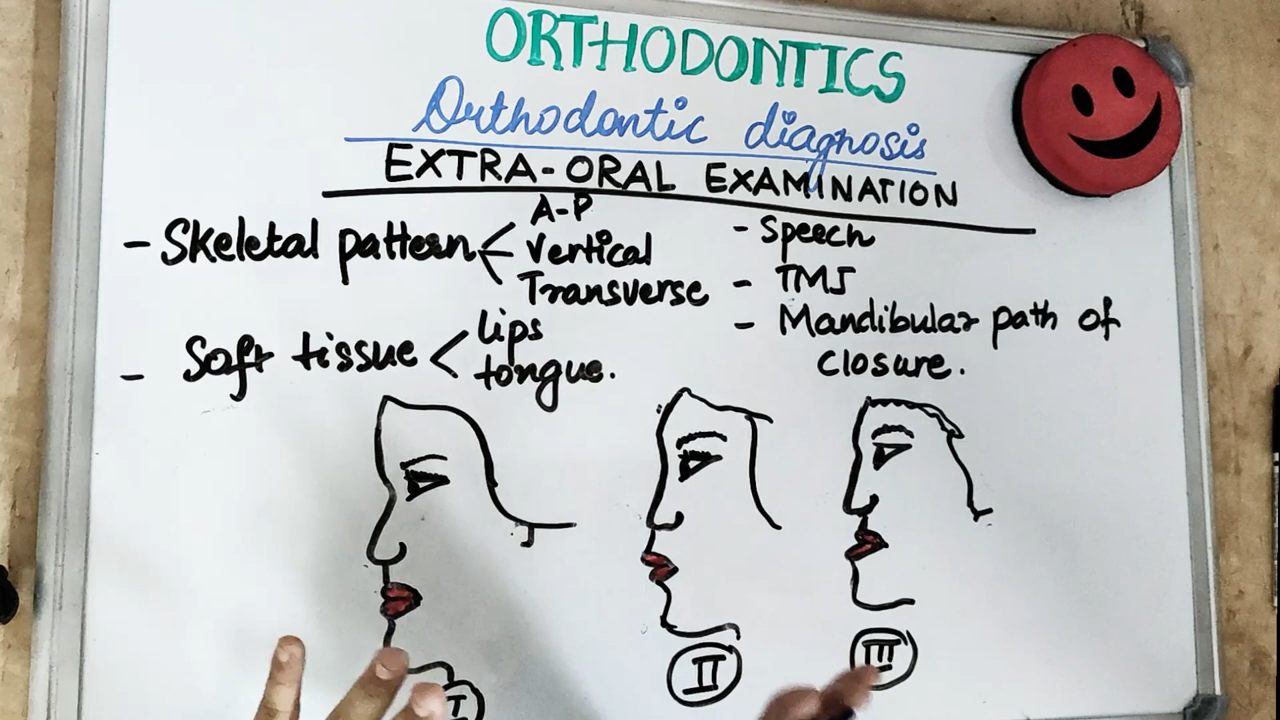 ORTHODONTICS
Orthodontic diagnosis
EXTRA-ORAL EXAMINATION
- Skeletal pattern < A-P
Vertical
Transverse
- Soft tissue < Lips
tongue.
- Speech
- TMJ
- Mandibular path of
closure.
I
II
III